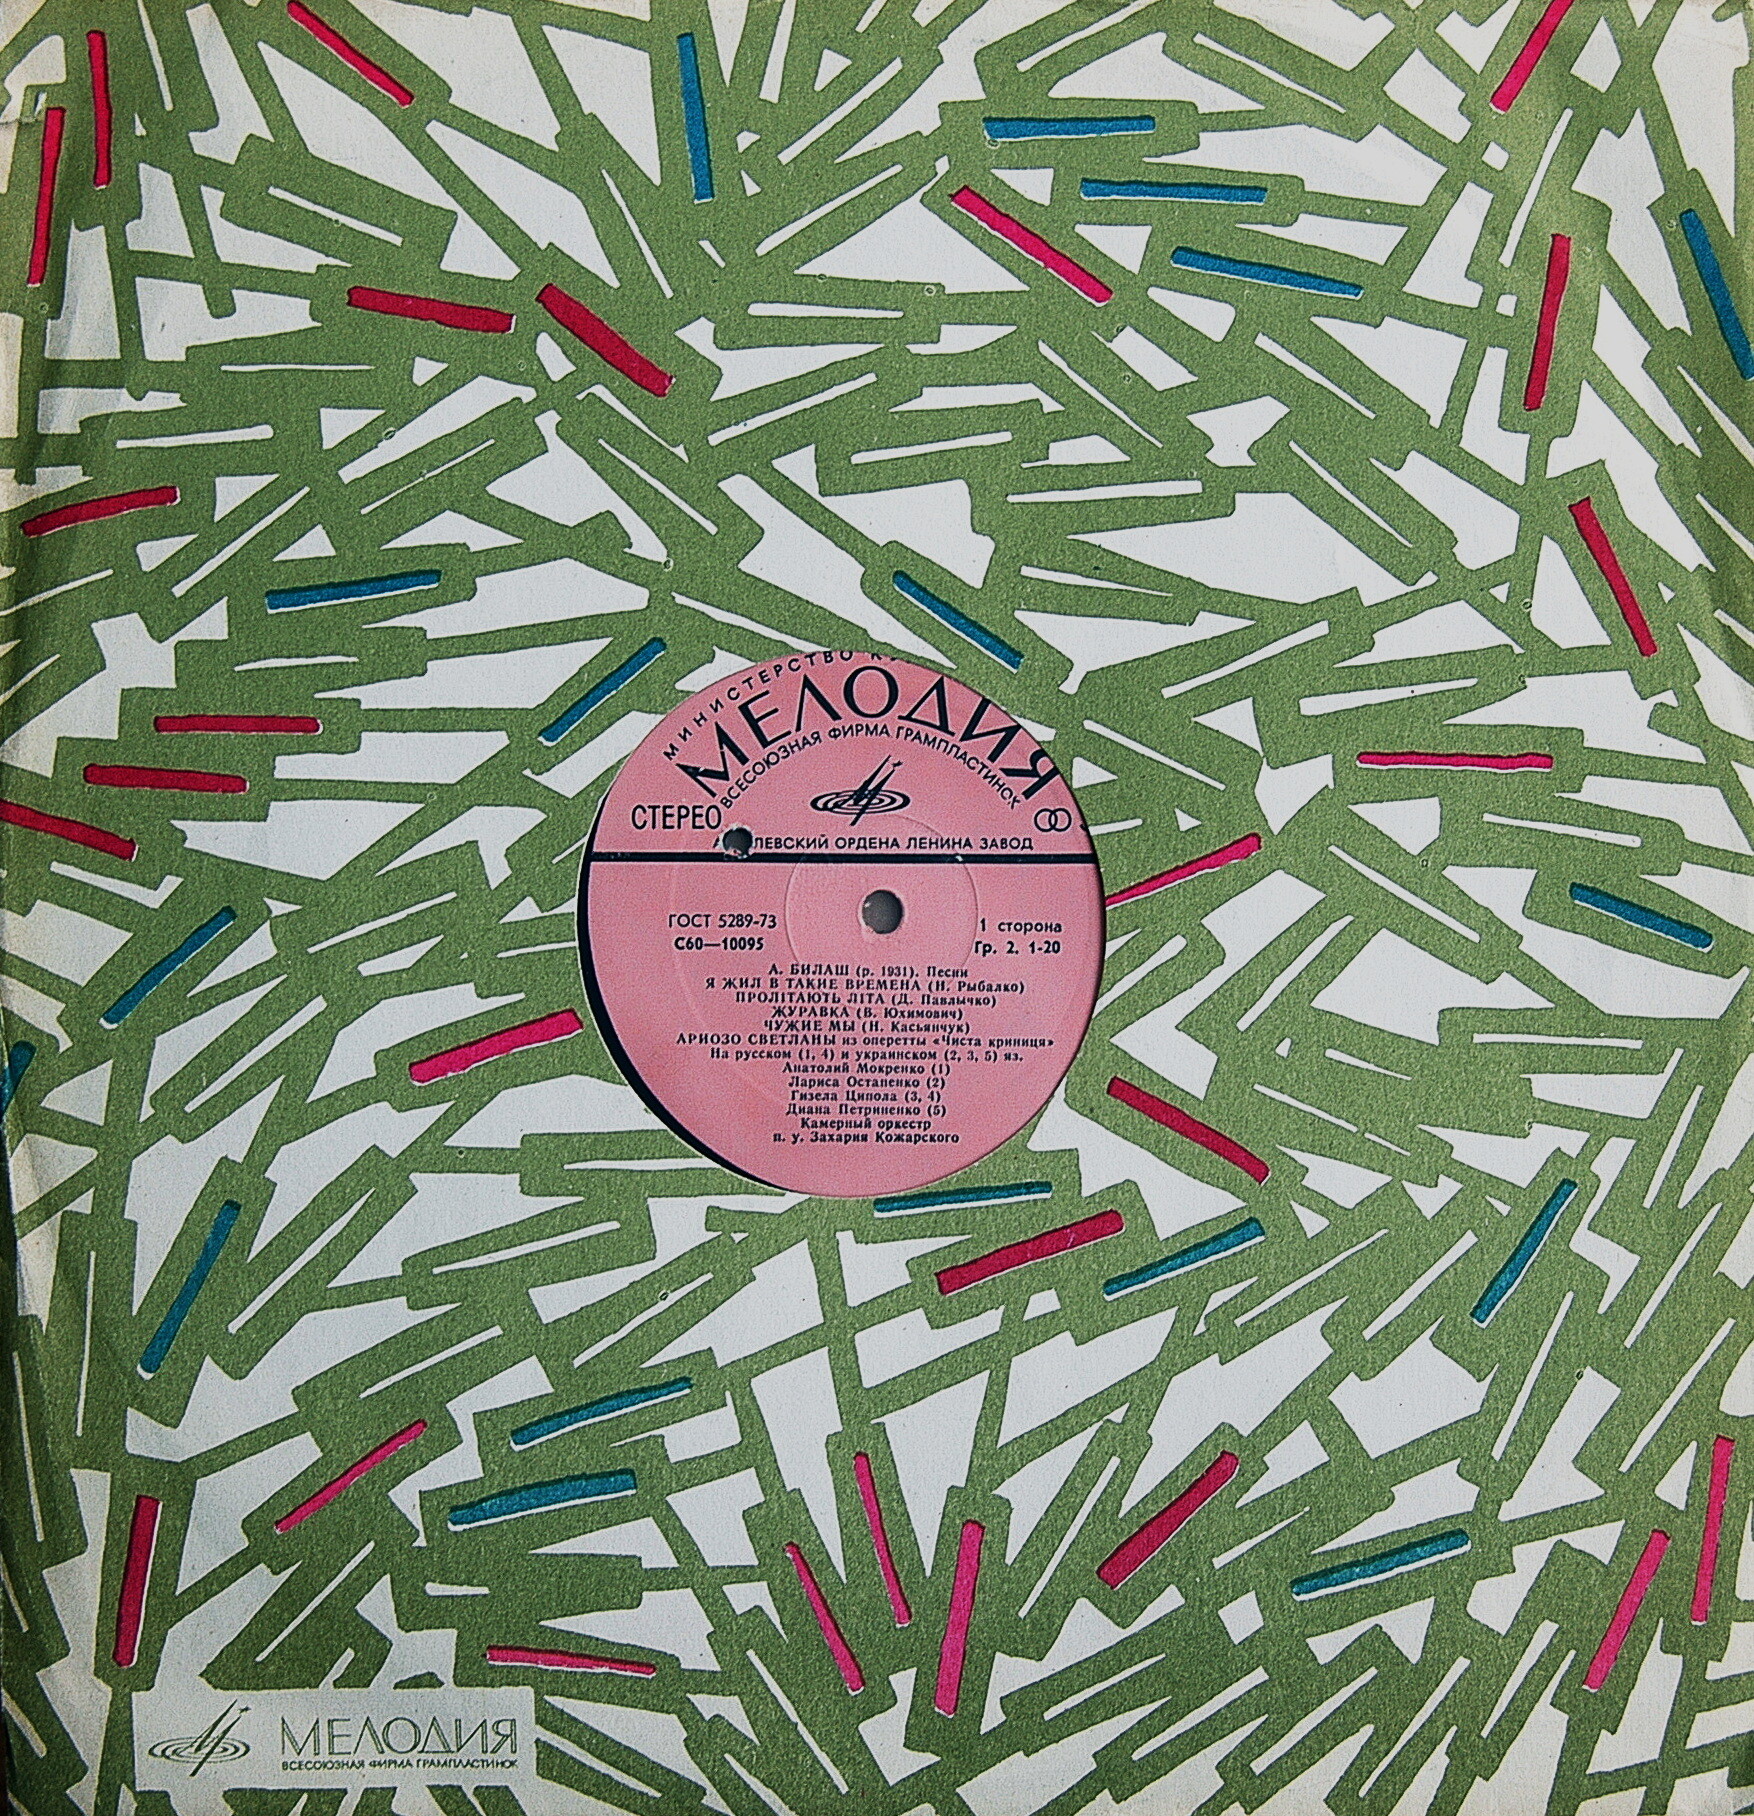 МИНИСТЕРСТВО
МЕЛОДИЯ
ВСЕСОЮЗНАЯ ФИРМА ГРАМПЛАСТИНОК
СТЕРЕО
ОРДЕНА ЛЕНИНА ЗАВОД
ГОСТ 5289-73
1 сторона
С60—10095
Гр. 2. 1-20
А. БИЛАШ (р. 1931). Песни
Я ЖИЛ В ТАКИЕ ВРЕМЕНА (Н. Рыбалко)
ПРОЛІТАЮТЬ ЛІТА (Д. Павлычко)
ЖУРАВКА (В. Юхимович)
ЧУЖИЕ МЫ (Н. Касьянчук)
АРИОЗО СВЕТЛАНЫ из оперетты «Чиста криниця»
На русском (1, 4) и украинском (2, 3, 5) яз.
Анатолий Мокренко (1)
Лариса Остапенко (2)
Гизела Ципола (3, 4)
Диана Петриненко (5)
Камерный оркестр
п. у. Захария Кожарского
МЕЛОДИЯ
ВСЕСОЮЗНАЯ ФИРМА ГРАМПЛАСТИНОК